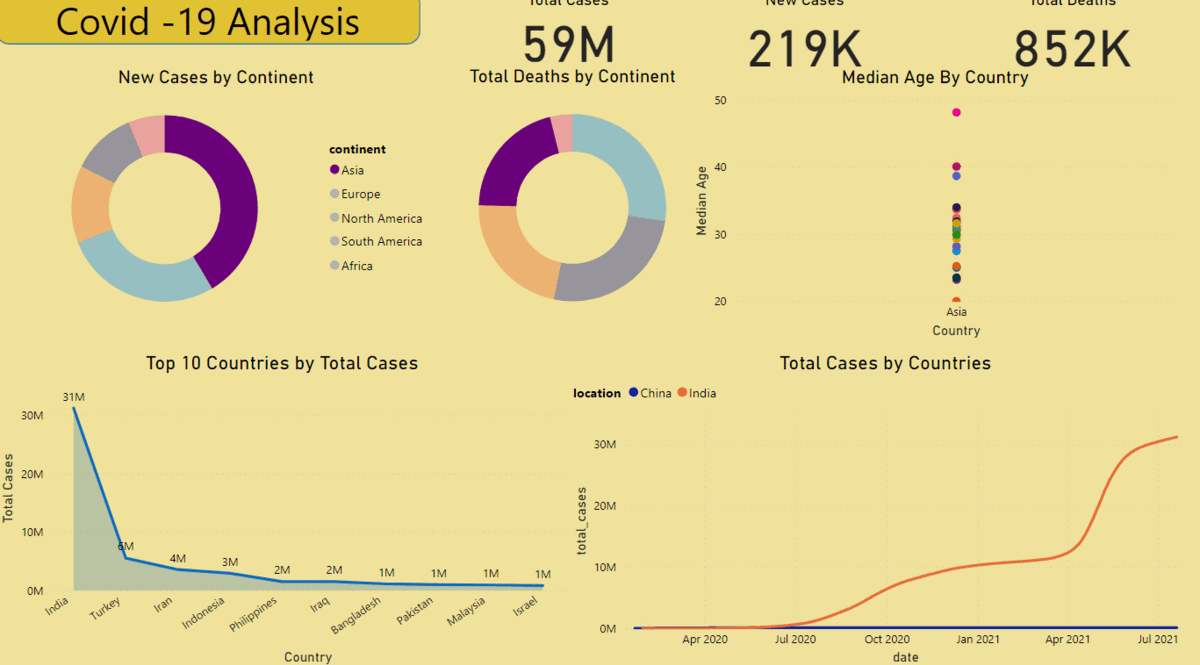 Covid -19 Analysis
Total Cases
59M
New Cases
219K
Total Deaths
852K
New Cases by Continent
continent
Asia
Europe
North America
South America
Africa
Total Deaths by Continent
Median Age By Country
Median Age
50
40
30
20
Asia
Country
Top 10 Countries by Total Cases
Total Cases
30M
20M
10M
0M
31M
6M
4M
3M
2M
2M
1M
1M
1M
1M
India
Turkey
Iran
Indonesia
Philippines
Iraq
Bangladesh
Pakistan
Malaysia
Israel
Country
Total Cases by Countries
location China India
total_cases
30M
20M
10M
0M
Apr 2020
Jul 2020
Oct 2020
Jan 2021
Apr 2021
Jul 2021
date